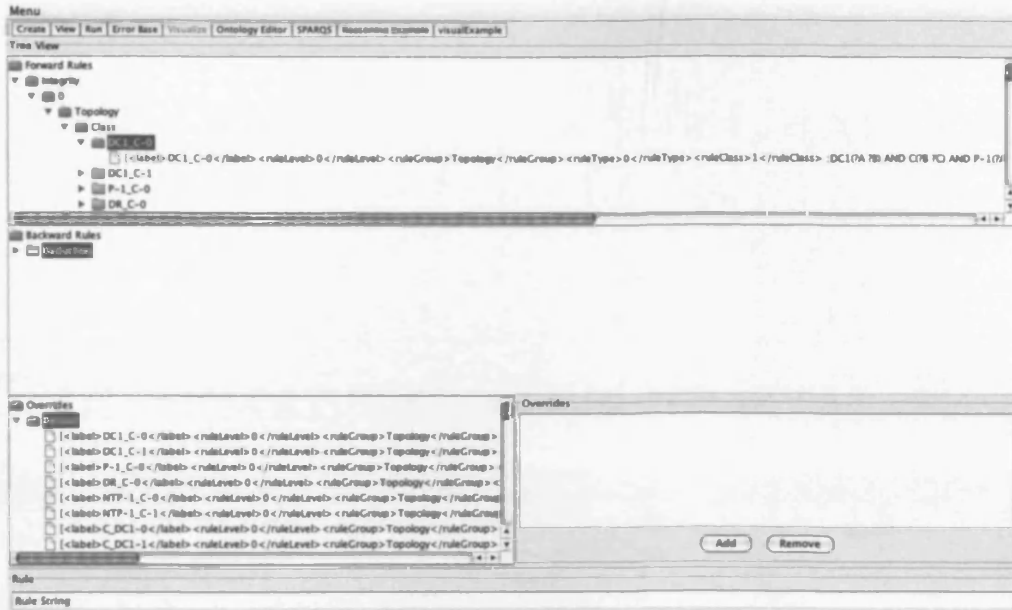 Menu
Create View Run Error Base Visualize Ontology Editor SPARQS Reasoning Example visualExample
Tree View
Forward Rules
Integrity
0
Topology
Class
DC1_C-0
[<label>DC1_C-0</label> <ruleLevel>0</ruleLevel> <ruleGroup>Topology</ruleGroup> <ruleType>0</ruleType> <ruleClass>1</ruleClass> :DC1(?A ?B) AND C(?B ?C) AND P-1(?/
DC1_C-1
P-1_C-0
DR_C-0
Backward Rules
Overrides
[<label>DC1_C-0</label> <ruleLevel>0</ruleLevel> <ruleGroup>Topology</ruleGroup>
[<label>DC1_C-1</label> <ruleLevel>0</ruleLevel> <ruleGroup>Topology</ruleGroup>
[<label>P-1_C-0</label> <ruleLevel>0</ruleLevel> <ruleGroup>Topology</ruleGroup>
[<label>DR_C-0</label> <ruleLevel>0</ruleLevel> <ruleGroup>Topology</ruleGroup> <
[<label>NTP-1_C-0</label> <ruleLevel>0</ruleLevel> <ruleGroup>Topology</ruleGrou
[<label>NTP-1_C-1</label> <ruleLevel>0</ruleLevel> <ruleGroup>Topology</ruleGrou
[<label>C_DC1-0</label> <ruleLevel>0</ruleLevel> <ruleGroup>Topology</ruleGroup>
[<label>C_DC1-1</label> <ruleLevel>0</ruleLevel> <ruleGroup>Topology</ruleGroup>
Overrides
Add Remove
Rule
Rule String